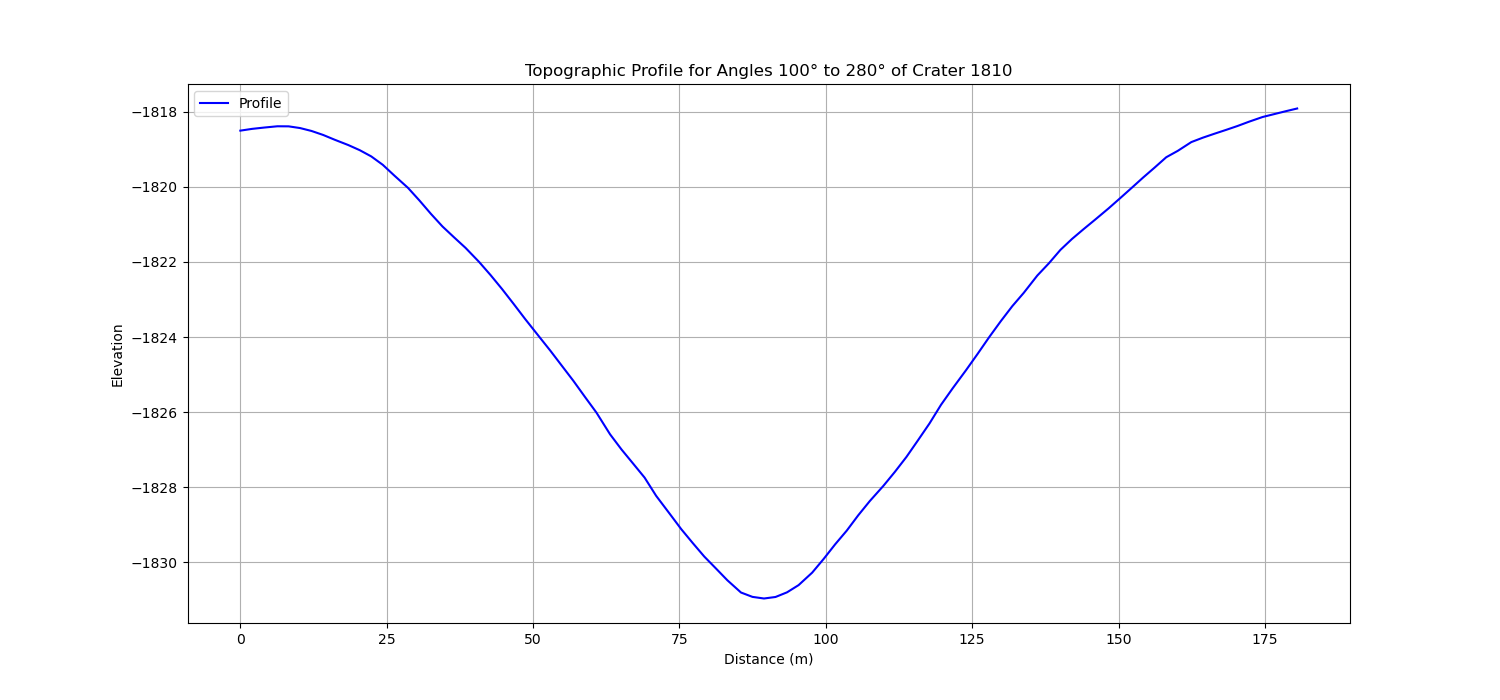 Topographic Profile for Angles 100° to 280° of Crater 1810
Profile
−1818
−1820
−1822
−1824
−1826
−1828
−1830
Elevation
0 25 50 75 100 125 150 175
Distance (m)